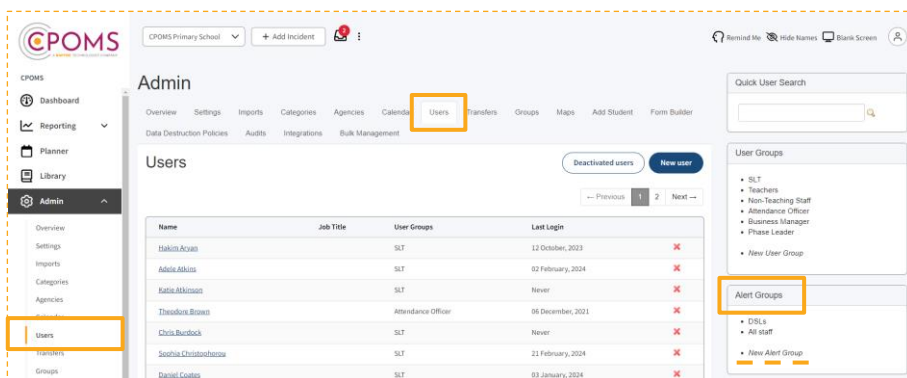 CPOMS
CPOMS Primary School
+ Add Incident
2
Remind Me Hide Names Blank Screen
CPOMS
Dashboard
Reporting
Planner
Library
Admin
Overview
Settings
Imports
Categories
Agencies
Calendar
Users
Transfers
Groups
Admin
Overview Settings Imports Categories Agencies Calendar Users Transfers Groups Maps Add Student Form Builder
Data Destruction Policies Audits Integrations Bulk Management
Users
Deactivated users
New user
← Previous 1 2 Next →
Name Job Title User Groups Last Login
Hakim Aryan SLT 12 October, 2023
Adele Atkins SLT 02 February, 2024
Katie Atkinson SLT Never
Theodore Brown Attendance Officer 06 December, 2021
Chris Burdock SLT Never
Sophia Christophorou SLT 21 February, 2024
Daniel Coates SLT 03 January, 2024
Quick User Search
User Groups
• SLT
• Teachers
• Non-Teaching Staff
• Attendance Officer
• Business Manager
• Phase Leader
• New User Group
Alert Groups
• DSLs
• All staff
• New Alert Group